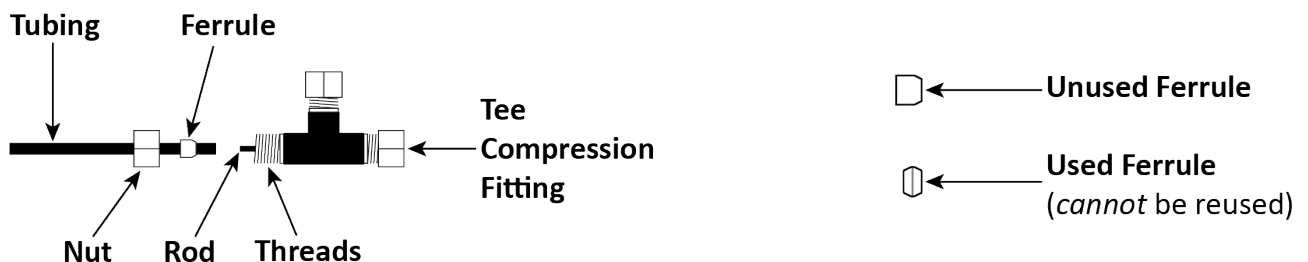 Tubing
Ferrule
Tee
Compression
Fitting
Nut
Rod
Threads
Unused Ferrule
Used Ferrule
(cannot be reused)